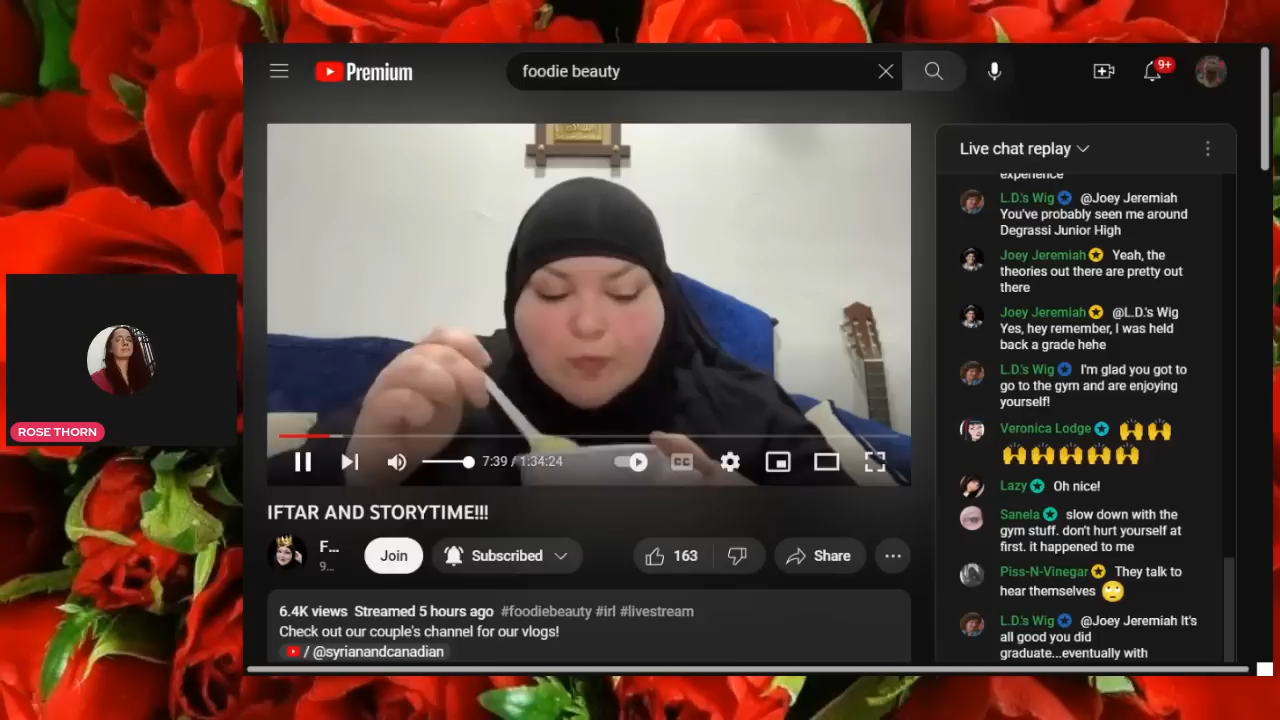 Premium
foodie beauty
9+
Live chat replay
experience
L.D.'s Wig @Joey Jeremiah
You've probably seen me around
Degrassi Junior High
Joey Jeremiah Yeah, the
theories out there are pretty out
there
Joey Jeremiah @L.D.'s Wig
Yes, hey remember, I was held
back a grade hehe
L.D.'s Wig I'm glad you got to
go to the gym and are enjoying
yourself!
Veronica Lodge
Lazy Oh nice!
Sanela slow down with the
gym stuff. don't hurt yourself at
first. it happened to me
Piss-N-Vinegar They talk to
hear themselves
L.D.'s Wig @Joey Jeremiah It's
all good you did
graduate...eventually with
ROSE THORN
7:39 / 1:34:24
CC
IFTAR AND STORYTIME!!!
F...
9...
Join
Subscribed
163
Share
6.4K views Streamed 5 hours ago #foodiebeauty #irl #livestream
Check out our couple's channel for our vlogs!
/ @syrianandcanadian